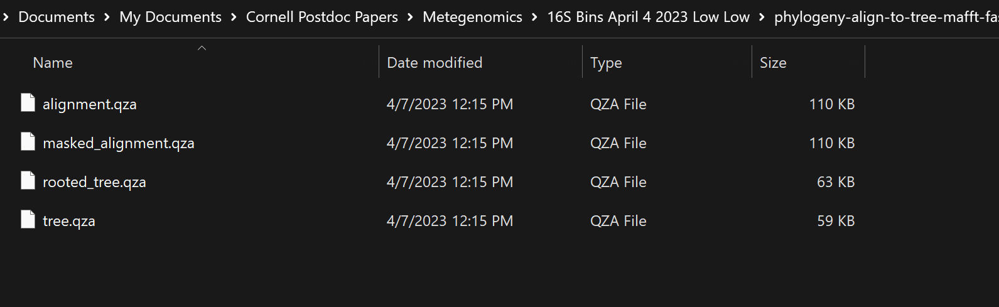 Documents > My Documents > Cornell Postdoc Papers > Metegenomics > 16S Bins April 4 2023 Low Low > phylogeny-align-to-tree-mafft-fas
Name Date modified Type Size
alignment.qza 4/7/2023 12:15 PM QZA File 110 KB
masked_alignment.qza 4/7/2023 12:15 PM QZA File 110 KB
rooted_tree.qza 4/7/2023 12:15 PM QZA File 63 KB
tree.qza 4/7/2023 12:15 PM QZA File 59 KB